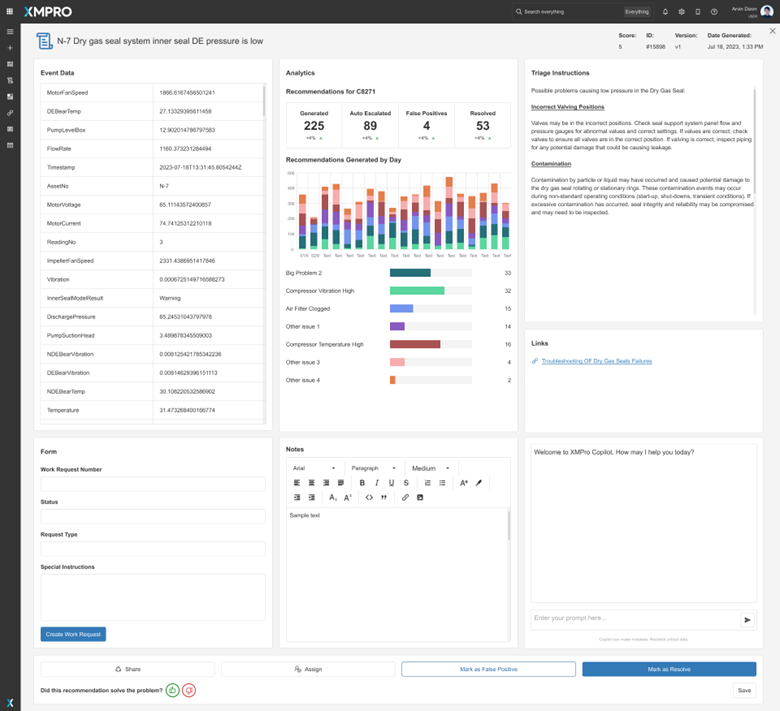 XMPRO
Search everything
Everything
Arvin Dizon
N-7 Dry gas seal system inner seal DE pressure is low
Score:
5
ID:
#15898
Version:
v1
Date Generated:
Jul 18, 2023, 1:33 PM
Event Data
MotorFanSpeed 1866.6167456501241
DEBearTemp 27.13329395611458
PumpLevelBox 12.902014786797583
FlowRate 1160.373231284494
Timestamp 2023-07-18T13:31:45.8054244Z
AssetNo N-7
MotorVoltage 65.11143572400857
MotorCurrent 74.74125312210118
ReadingNo 3
ImpellerFanSpeed 2331.4386951417846
Vibration 0.0006725149716588273
InnerSealModelResult Warning
DischargePressure 65.24531043797978
PumpSuctionHead 3.489878345509003
NDEBearVibration 0.008125421785342236
DEBearVibration 0.008149293961511​13
NDEBearTemp 30.108220532586902
Temperature 31.473268400166774
Analytics
Recommendations for C8271
Generated
225
+4%
Auto Escalated
89
+4%
False Positives
4
+4%
Resolved
53
+4%
Recommendations Generated by Day
500
400
300
200
100
0
01/9 02/9 Text Text Text Text Text Text Text Text Text Text Text Text Text Text Text Text
Big Problem 2 33
Compressor Vibration High 32
Air Filter Clogged 15
Other issue 1 14
Compressor Temperature High 16
Other issue 3 4
Other issue 4 2
Triage Instructions
Possible problems causing low pressure in the Dry Gas Seal:
Incorrect Valving Positions
Valves may be in the incorrect positions. Check seal support system panel flow and
pressure gauges for abnormal values and correct settings. If values are correct, check
valves to ensure all valves are in the correct position. If valving is correct, inspect piping
for any potential damage that could be causing leakage.
Contamination
Contamination by particle or liquid may have occurred and caused potential damage to
the dry gas seal rotating or stationary rings. These contamination events may occur
during non-standard operating conditions (start-up, shut-downs, transient conditions). If
excessive contamination has occurred, seal integrity and reliability may be compromised
and may need to be inspected.
Links
Troubleshooting OF Dry Gas Seals Failures
Form
Work Request Number
Status
Request Type
Special Instructions
Create Work Request
Notes
Arial Paragraph Medium
B I U S
Sample text
Welcome to XMPro Copilot. How may I help you today?
Enter your prompt here...
Copilot can make mistakes. Recheck critical data.
Share
Assign
Mark as False Positive
Mark as Resolve
Did this recommendation solve the problem?
Save